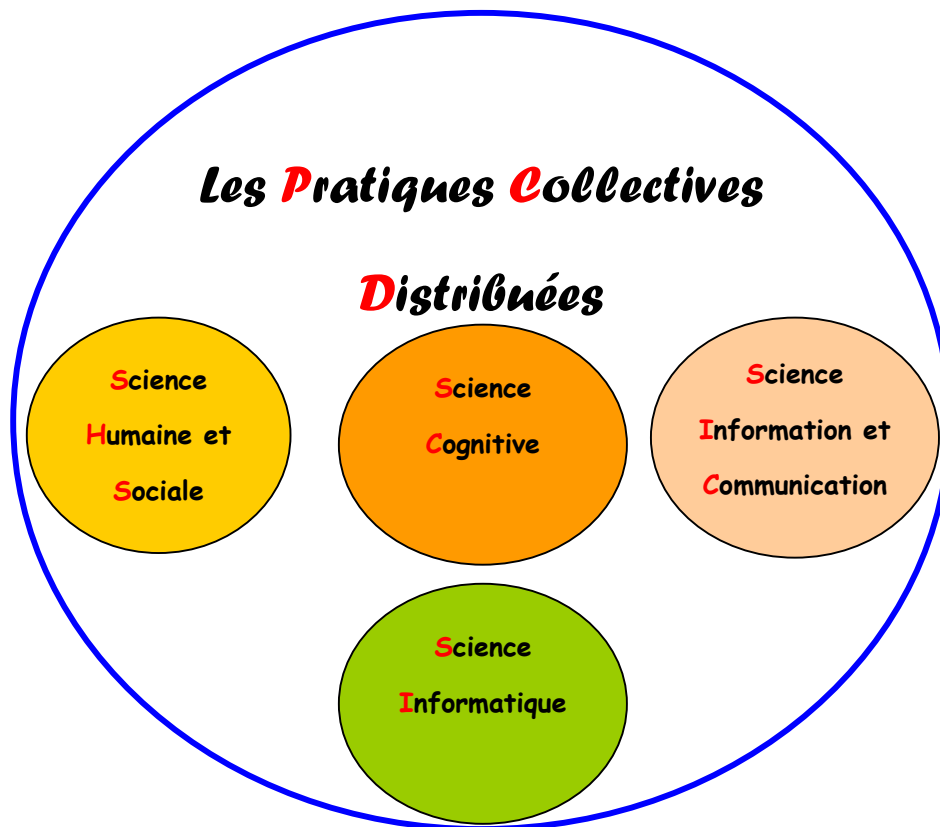 Les Pratiques Collectives
Distribuées
Science
Humaine et
Sociale
Science
Cognitive
Science
Information et
Communication
Science
Informatique